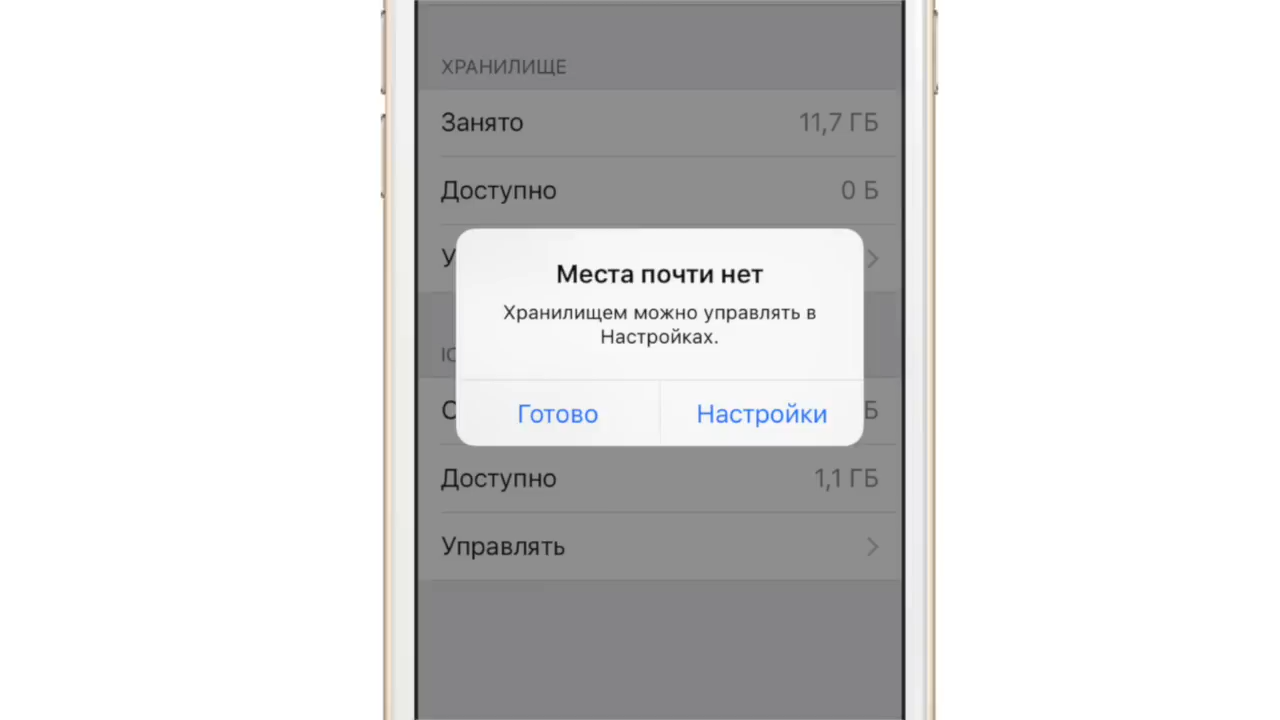 ХРАНИЛИЩЕ
Занято 11,7 ГБ
Доступно 0 Б
Места почти нет
Хранилищем можно управлять в
Настройках.
Готово Настройки
Доступно 1,1 ГБ
Управлять